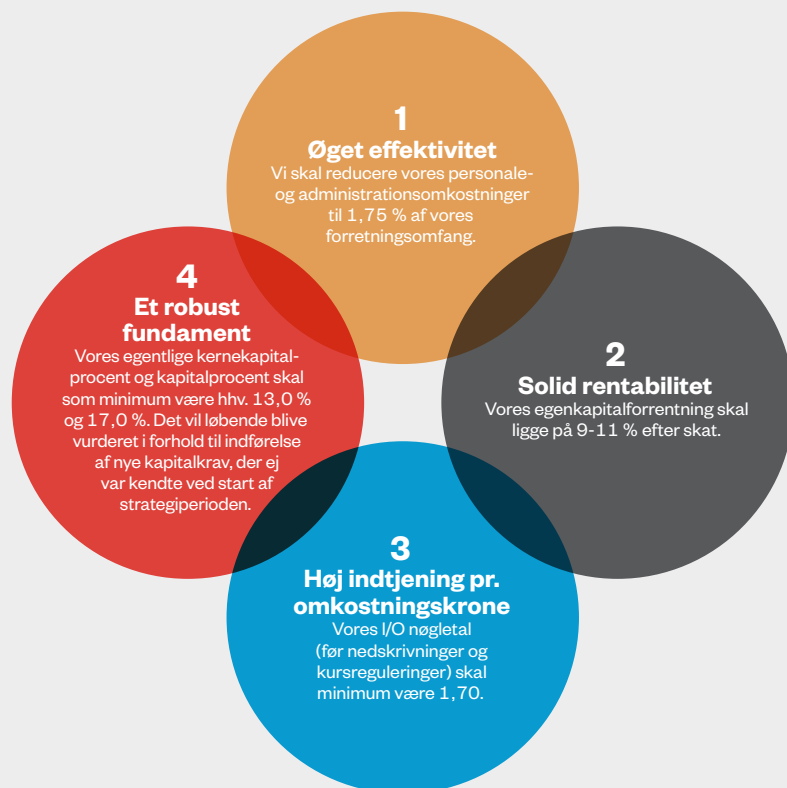 1
Øget effektivitet
Vi skal reducere vores personale-
og administrationsomkostninger
til 1,75 % af vores
forretningsomfang.
2
Solid rentabilitet
Vores egenkapitalforrentning skal
ligge på 9-11 % efter skat.
3
Høj indtjening pr.
omkostningskrone
Vores I/O nøgletal
(før nedskrivninger og
kursreguleringer) skal
minimum være 1,70.
4
Et robust
fundament
Vores egentlige kernekapital-
procent og kapitalprocent skal
som minimum være hhv. 13,0 %
og 17,0 %. Det vil løbende blive
vurderet i forhold til indførelse
af nye kapitalkrav, der ej
var kendte ved start af
strategiperioden.